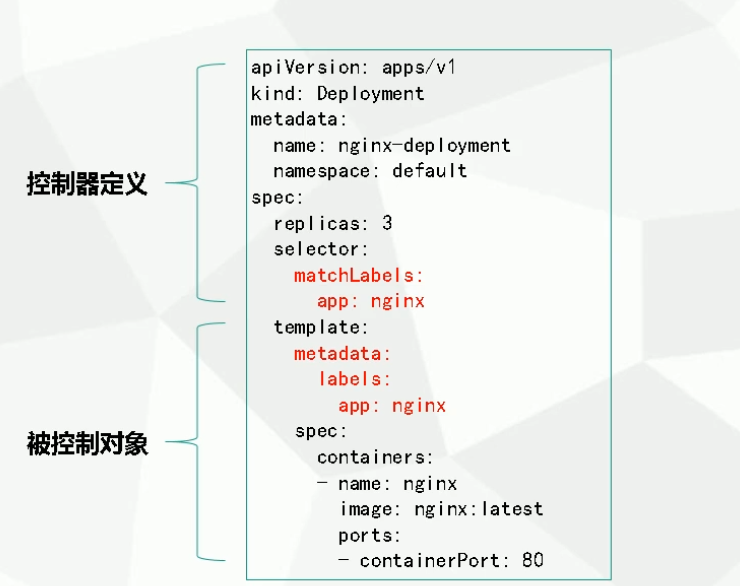 apiVersion: apps/v1
kind: Deployment
metadata:
  name: nginx-deployment
  namespace: default
控制器定义
spec:
  replicas: 3
  selector:
    matchLabels:
      app: nginx
  template:
    metadata:
      labels:
        app: nginx
被控制对象
    spec:
      containers:
      - name: nginx
        image: nginx:latest
        ports:
        - containerPort: 80